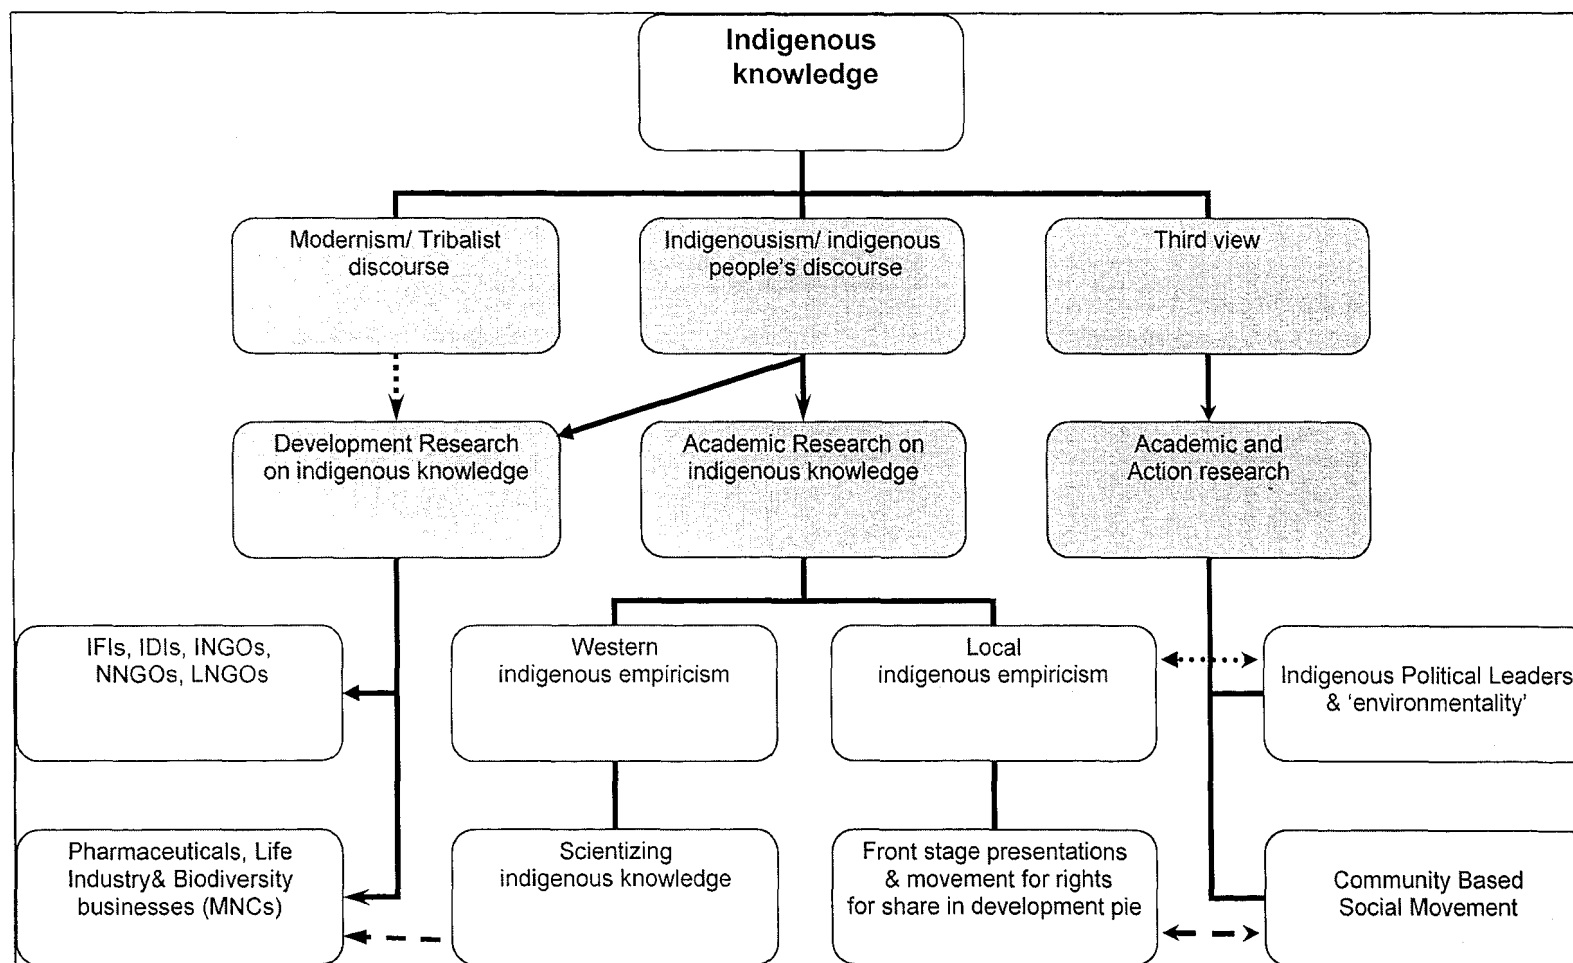 Indigenous
knowledge
Modernism/ Tribalist
discourse
Indigenousism/ indigenous
people's discourse
Third view
Development Research
on indigenous knowledge
Academic Research on
indigenous knowledge
Academic and
Action research
IFIs, IDIs, INGOs,
NNGOs, LNGOs
Western
indigenous empiricism
Local
indigenous empiricism
Indigenous Political Leaders
& ‘environmentality’
Pharmaceuticals, Life
Industry& Biodiversity
businesses (MNCs)
Scientizing
indigenous knowledge
Front stage presentations
& movement for rights
for share in development pie
Community Based
Social Movement